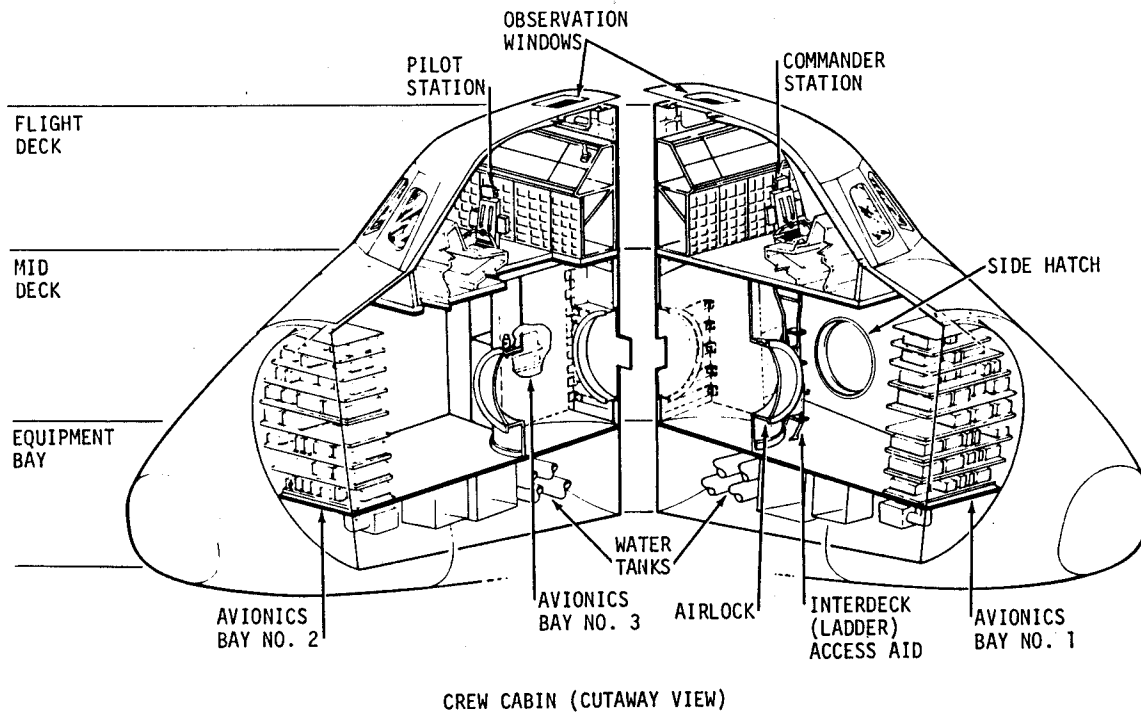 OBSERVATION
WINDOWS
PILOT
STATION
COMMANDER
STATION
FLIGHT
DECK
MID
DECK
SIDE HATCH
EQUIPMENT
BAY
WATER
TANKS
AVIONICS
BAY NO. 2
AVIONICS
BAY NO. 3
AIRLOCK
INTERDECK
(LADDER)
ACCESS AID
AVIONICS
BAY NO. 1
CREW CABIN (CUTAWAY VIEW)